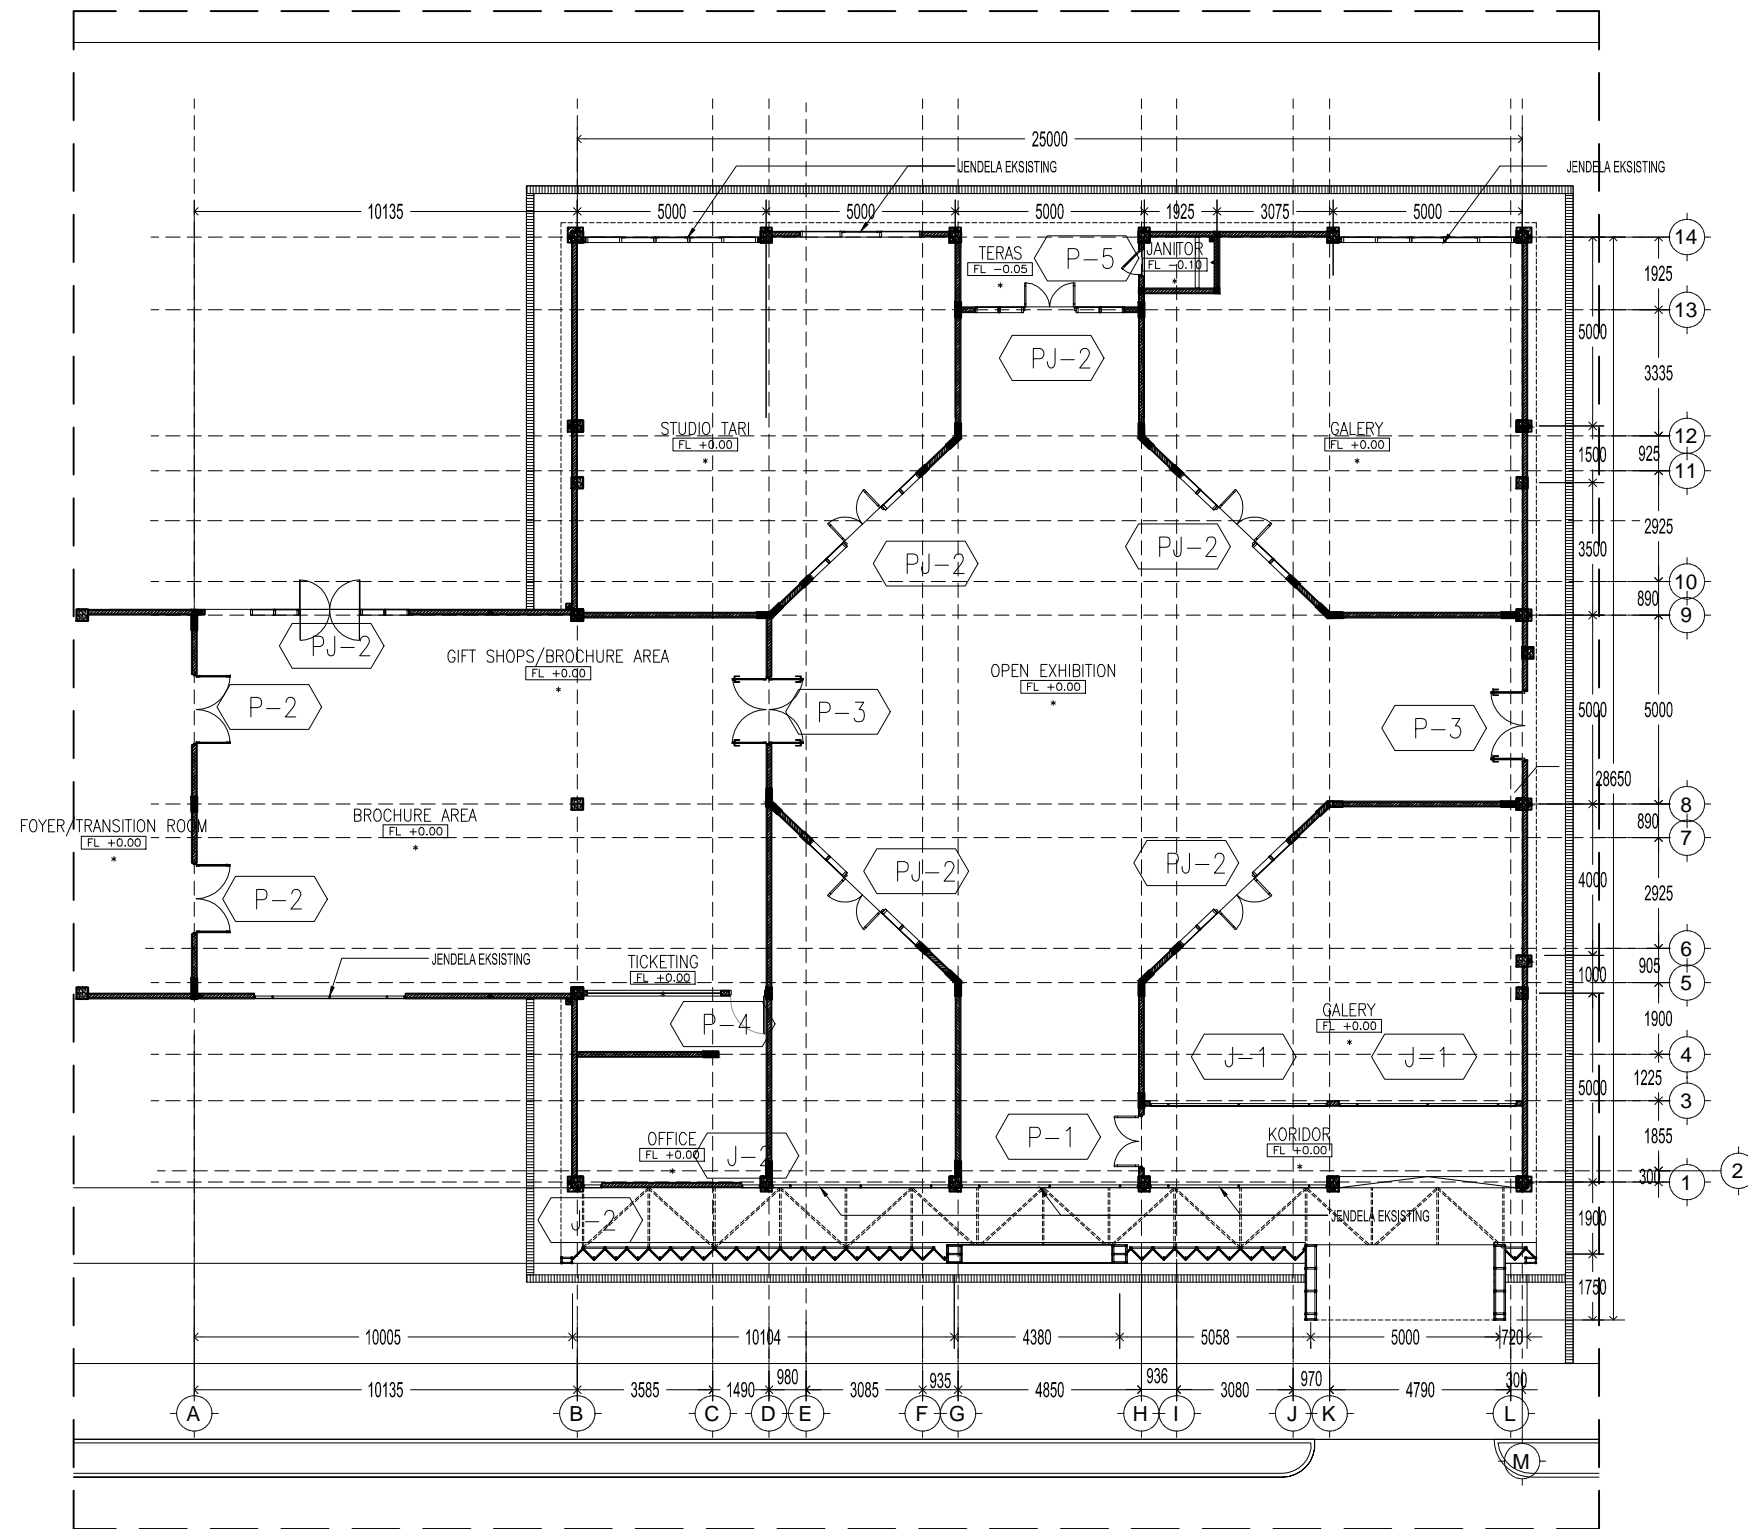 25000
JENDELA EKSISTING
JENDELA EKSISTING
10135
5000
5000
5000
1925
3075
5000
14
TERAS
FL -0.05
*
P-5
JANITOR
FL -0.10
*
1925
13
5000
PJ-2
3335
STUDIO TARI
FL +0.00
*
GALERY
FL +0.00
*
12
1500
925
11
2925
3500
PJ-2
PJ-2
10
890
9
PJ-2
GIFT SHOPS/BROCHURE AREA
FL +0.00
*
OPEN EXHIBITION
FL +0.00
*
P-2
P-3
P-3
5000
5000
28650
8
FOYER/TRANSITION ROOM
FL +0.00
*
BROCHURE AREA
FL +0.00
*
890
7
PJ-2
PJ-2
4000
2925
P-2
6
JENDELA EKSISTING
TICKETING
FL +0.00
*
905
1000
5
P-4
GALERY
FL +0.00
*
1900
J-1
J-1
4
1225
5000
3
P-1
OFFICE
FL +0.00
*
J-2
KORIDOR
FL +0.00
*
1855
2
300
1
J-2
JENDELA EKSISTING
1900
1750
10005
10104
4380
5058
5000
720
10135
3585
1490
980
3085
935
4850
936
3080
970
4790
300
A
B
C
D
E
F
G
H
I
J
K
L
M